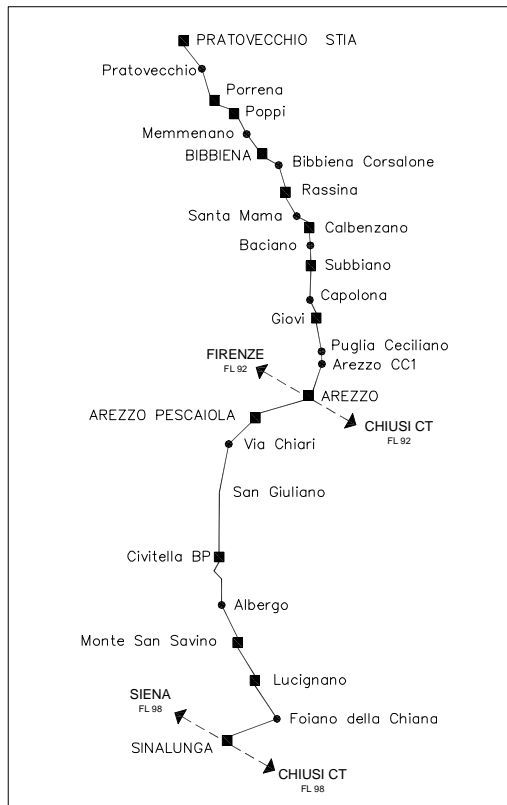 PRATOVECCHIO STIA
Pratovecchio
Porrena
Poppi
Memmenano
BIBBIENA
Bibbiena Corsalone
Rassina
Santa Mama
Calbenzano
Baciano
Subbiano
Capolona
Giovi
Puglia Ceciliano
FIRENZE
FL 92
Arezzo CC1
AREZZO
AREZZO PESCAIOLA
CHIUSI CT
FL 92
Via Chiari
San Giuliano
Civitella BP
Albergo
Monte San Savino
Lucignano
SIENA
FL 98
Foiano della Chiana
SINALUNGA
CHIUSI CT
FL 98